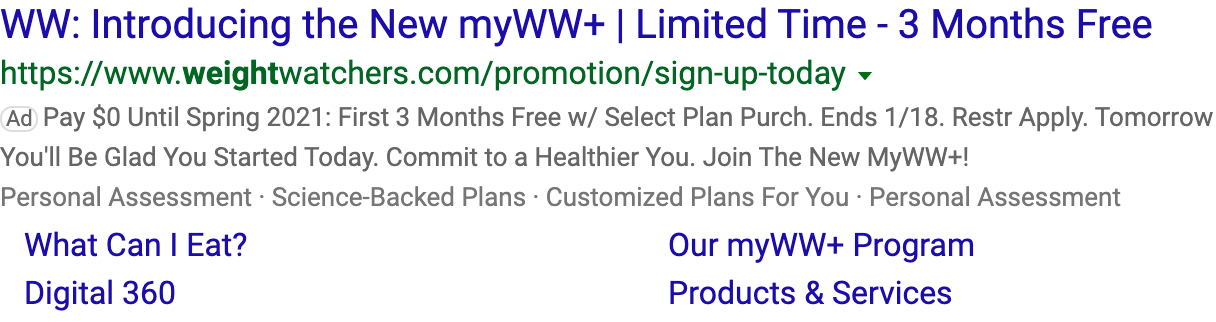 WW: Introducing the New myWW+ | Limited Time - 3 Months Free
https://www.weightwatchers.com/promotion/sign-up-today
Ad Pay $0 Until Spring 2021: First 3 Months Free w/ Select Plan Purch. Ends 1/18. Restr Apply. Tomorrow
You'll Be Glad You Started Today. Commit to a Healthier You. Join The New MyWW+!
Personal Assessment · Science-Backed Plans · Customized Plans For You · Personal Assessment
What Can I Eat? Our myWW+ Program
Digital 360 Products & Services